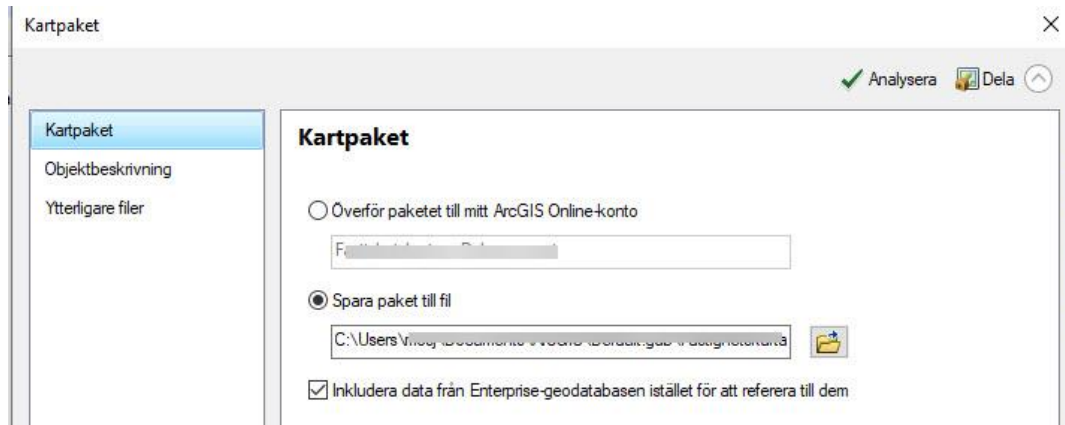 Kartpaket
Analysera Dela
Kartpaket
Objektbeskrivning
Ytterligare filer
Kartpaket
Överför paketet till mitt ArcGIS Online-konto
Spara paket till fil
C:\Users\
Inkludera data från Enterprise-geodatabasen istället för att referera till dem